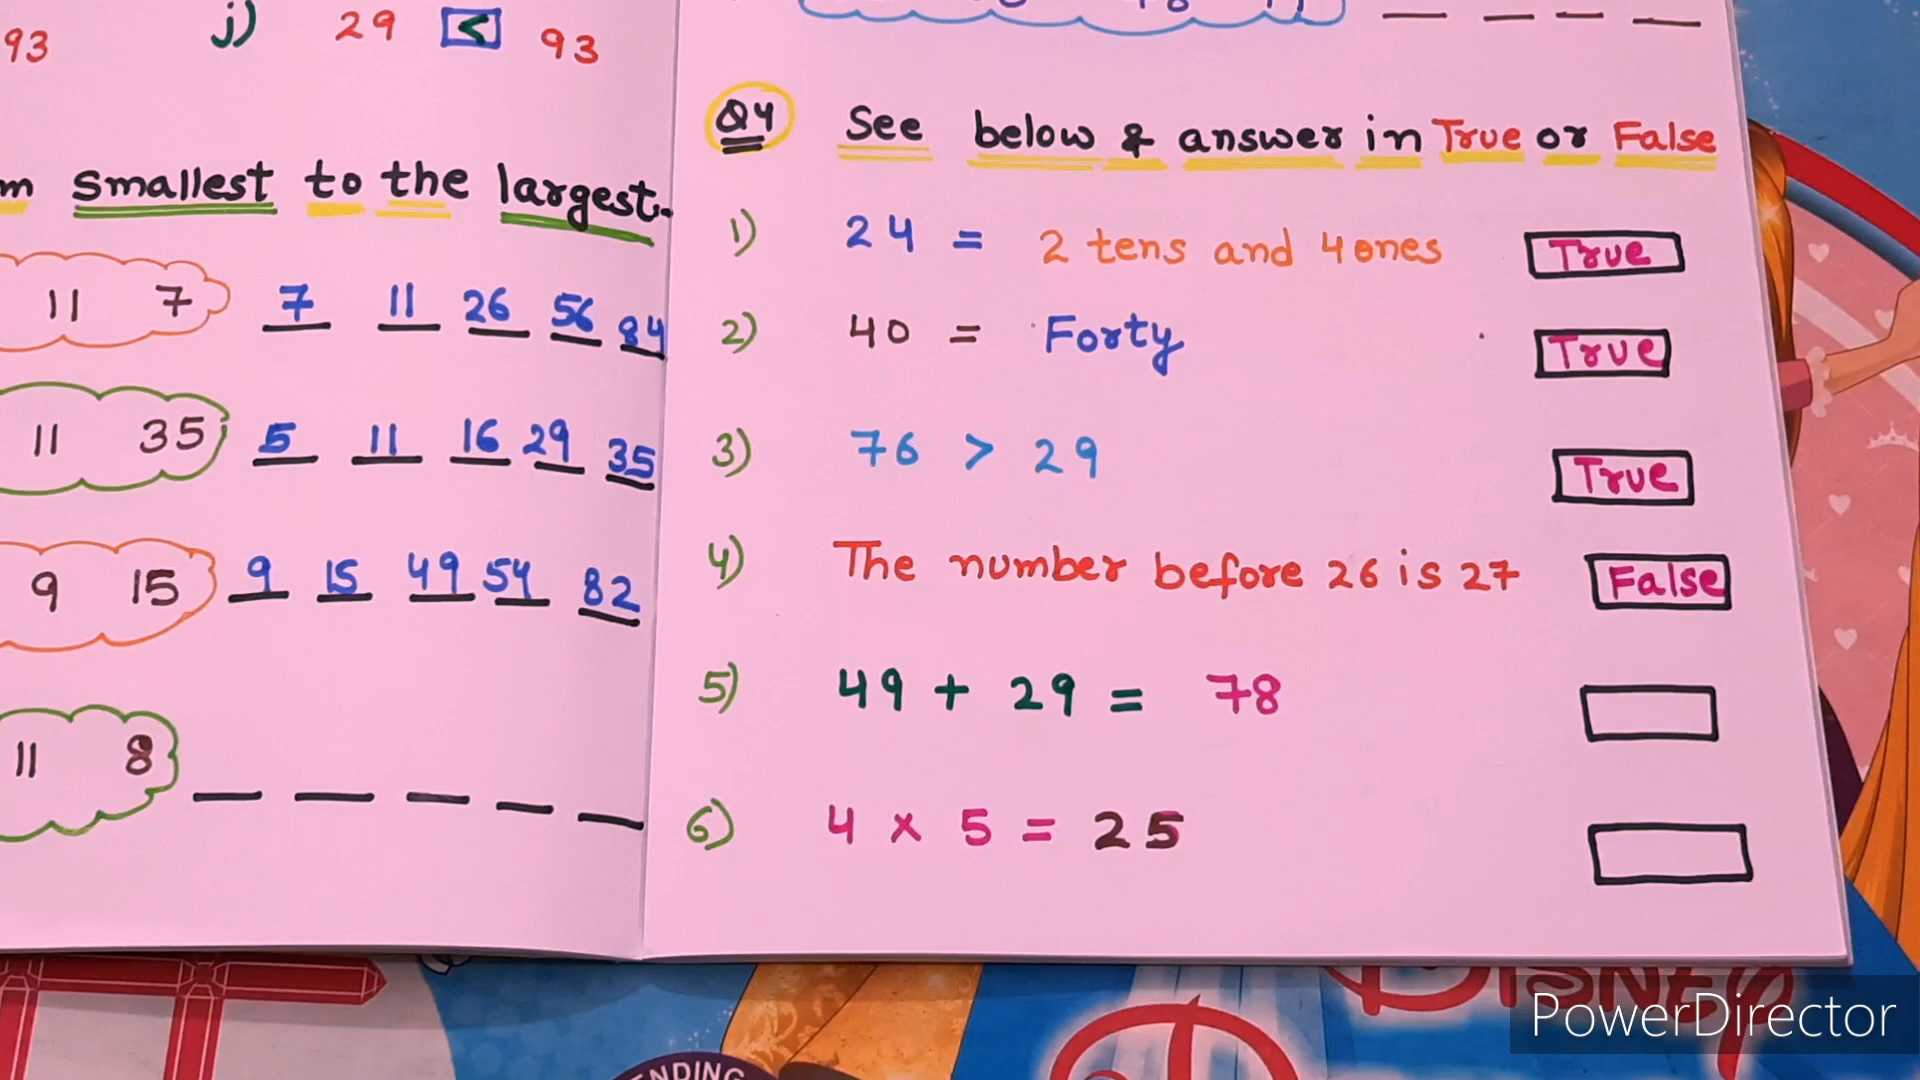 93 j) 29 < 93
smallest to the largest.
11 7 7 11 26 56 84
11 35 5 11 16 29 35
9 15 9 15 49 54 82
11 8
Q4 See below & answer in True or False
1) 24 = 2 tens and 4 ones True
2) 40 = Forty True
3) 76 > 29 True
4) The number before 26 is 27 False
5) 49 + 29 = 78
6) 4 x 5 = 25
DISNEY
PowerDirector